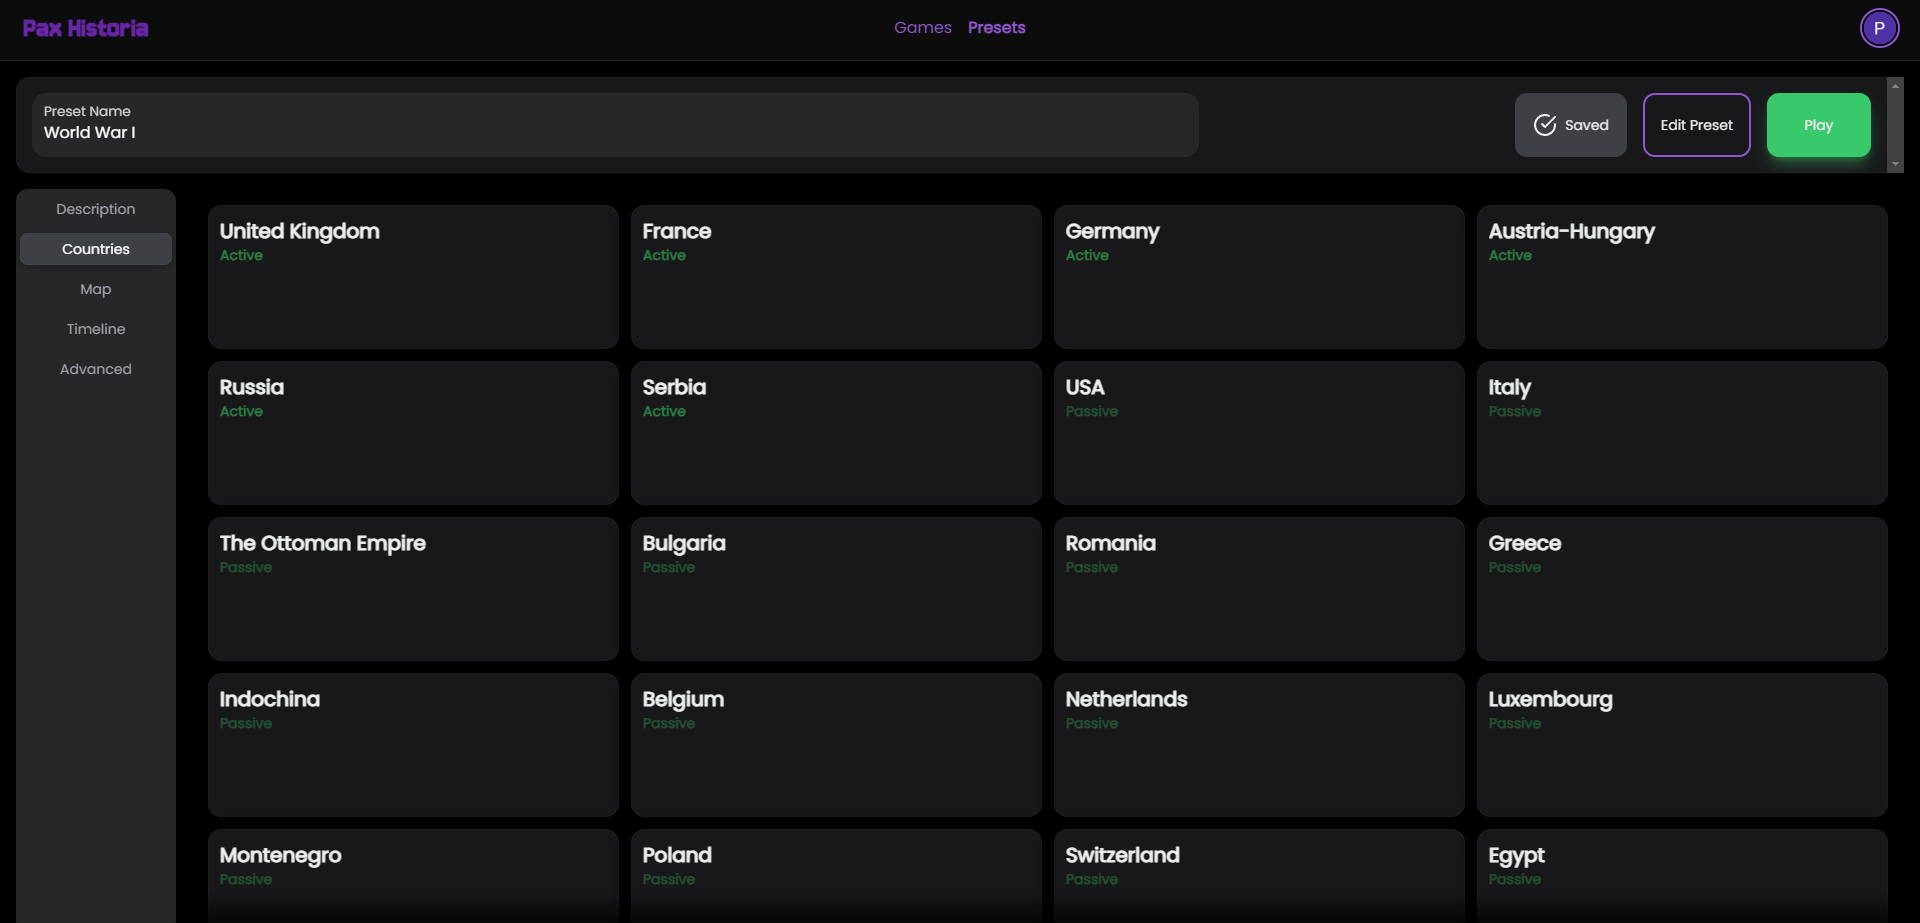 Pax Historia
Games Presets
P
Preset Name
World War I
Saved
Edit Preset
Play
Description
Countries
Map
Timeline
Advanced
United Kingdom
Active
France
Active
Germany
Active
Austria-Hungary
Active
Russia
Active
Serbia
Active
USA
Passive
Italy
Passive
The Ottoman Empire
Passive
Bulgaria
Passive
Romania
Passive
Greece
Passive
Indochina
Passive
Belgium
Passive
Netherlands
Passive
Luxembourg
Passive
Montenegro
Passive
Poland
Passive
Switzerland
Passive
Egypt
Passive